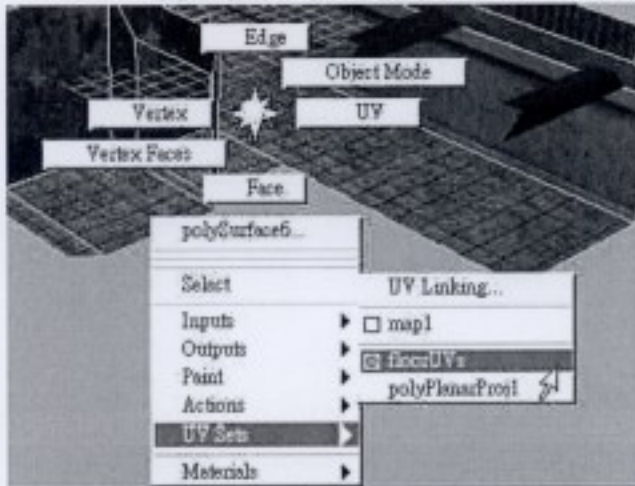 Edge
Object Mode
Vertex
UV
Vertex Faces
Face
polySurface6...
Select
Inputs
Outputs
Paint
Actions
UV Sets
Materials
UV Linking...
map1
floorUVs
polyPlanarProj1